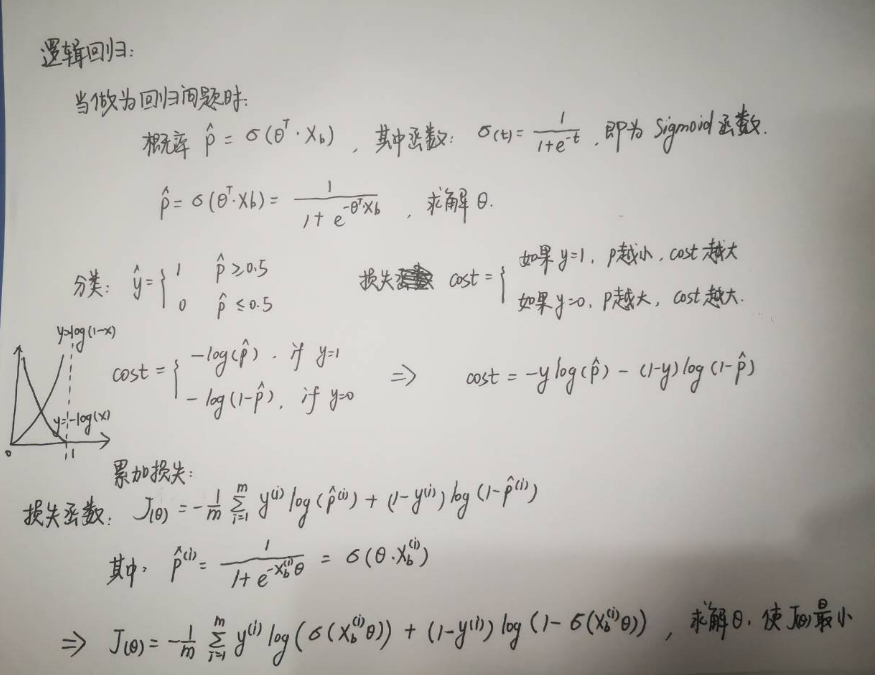 逻辑回归:
当做为回归问题时:
概率 p̂ = σ(θᵀ·X_b) , 其中函数: σ(t) = 1/(1+e^(-t)) , 即为 Sigmoid 函数.
p̂ = σ(θᵀ·Xb) = 1/(1+e^(-θᵀXb)) , 求解 θ.
分类: ŷ = { 1 p̂ ≥ 0.5
0 p̂ ≤ 0.5
损失 cost = { 如果 y=1, p越小, cost 越大
如果 y=0, p越大, cost 越大.
y=-log(1-x)
y=-log(x)
0 1
cost = { -log(p̂) . if y=1
-log(1-p̂), if y=0
⇒ cost = -y log(p̂) - (1-y) log(1-p̂)
累加损失:
损失函数: J(θ) = -1/m Σ_{i=1}^{m} y^(i) log(p̂^(i)) + (1-y^(i)) log(1-p̂^(i))
其中, p̂^(i) = 1/(1+e^(-X_b^(i)θ)) = σ(θ·X_b^(i))
⇒ J(θ) = -1/m Σ_{i=1}^{m} y^(i) log(σ(X_b^(i)θ)) + (1-y^(i)) log(1-σ(X_b^(i)θ)) , 求解θ, 使J(θ)最小